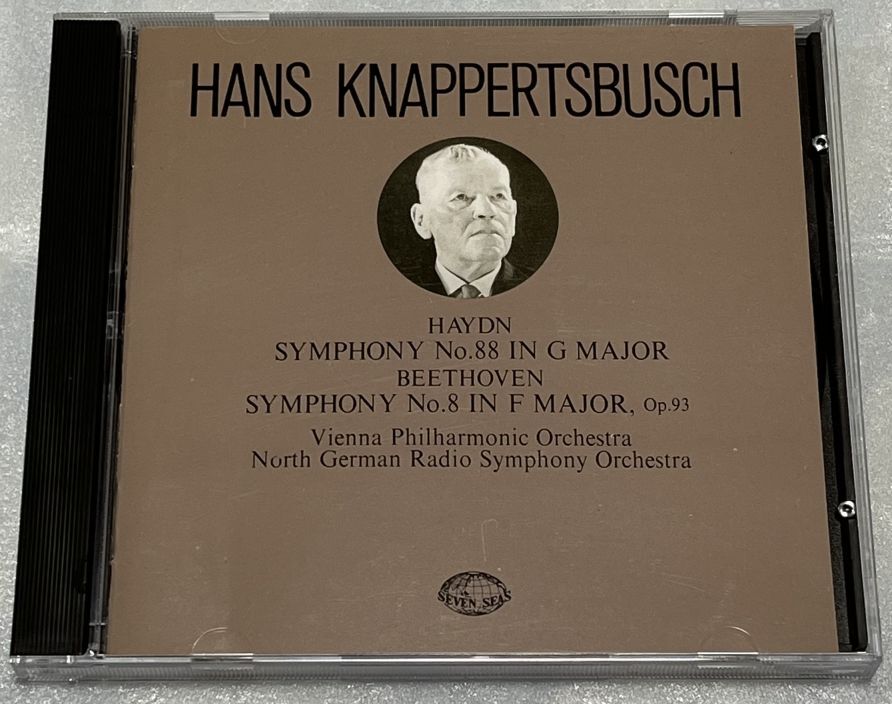 HANS KNAPPERTSBUSCH
HAYDN
SYMPHONY No.88 IN G MAJOR
BEETHOVEN
SYMPHONY No.8 IN F MAJOR, Op.93
Vienna Philharmonic Orchestra
North German Radio Symphony Orchestra
SEVEN SEAS